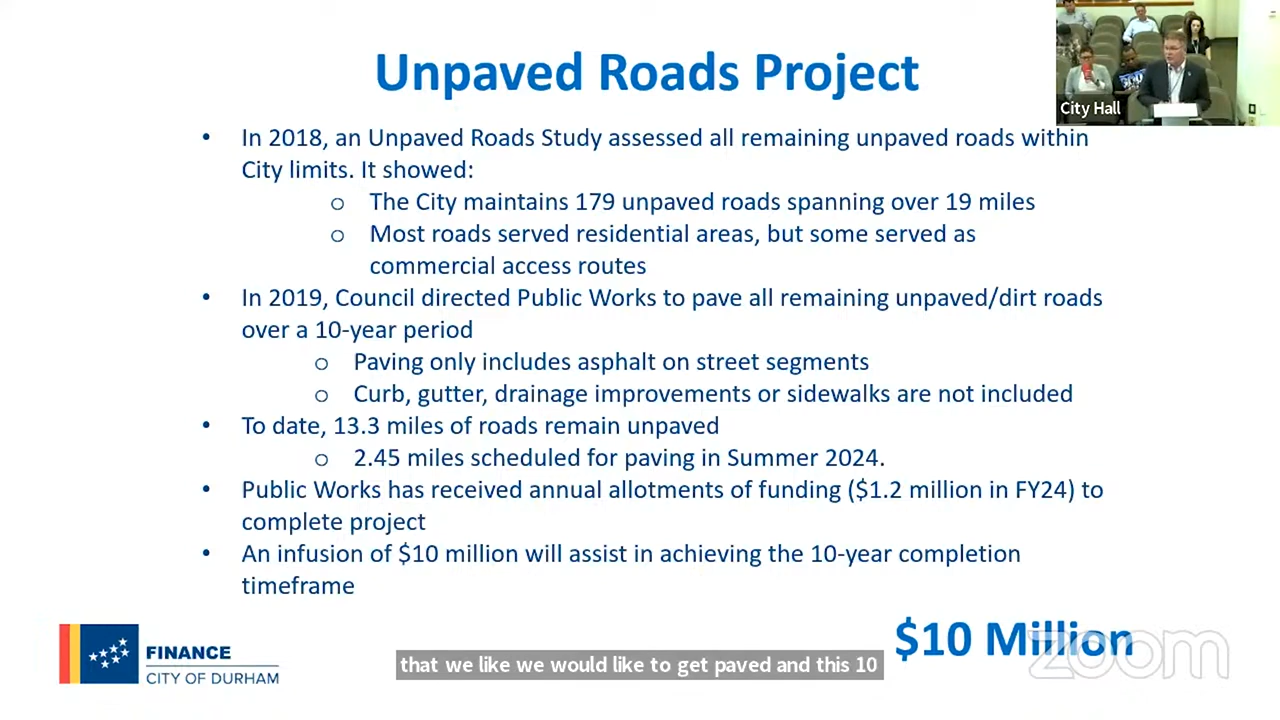 Unpaved Roads Project
City Hall
• In 2018, an Unpaved Roads Study assessed all remaining unpaved roads within
City limits. It showed:
o The City maintains 179 unpaved roads spanning over 19 miles
o Most roads served residential areas, but some served as
commercial access routes
• In 2019, Council directed Public Works to pave all remaining unpaved/dirt roads
over a 10-year period
o Paving only includes asphalt on street segments
o Curb, gutter, drainage improvements or sidewalks are not included
• To date, 13.3 miles of roads remain unpaved
o 2.45 miles scheduled for paving in Summer 2024.
• Public Works has received annual allotments of funding ($1.2 million in FY24) to
complete project
• An infusion of $10 million will assist in achieving the 10-year completion
timeframe
$10 Million
zoom
FINANCE
CITY OF DURHAM
that we like we would like to get paved and this 10